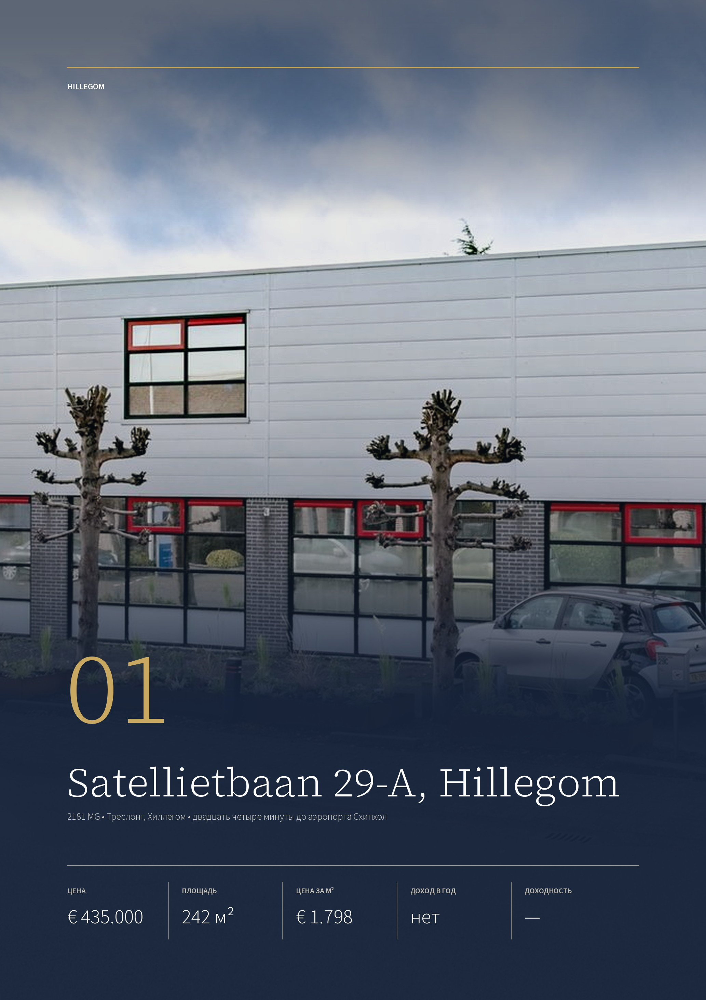 HILLEGOM
01
Satellietbaan 29-A, Hillegom
2181 MG • Треслонг, Хиллегом • двадцать четыре минуты до аэропорта Схипхол
ЦЕНА
€ 435.000
ПЛОЩАДЬ
242 м²
ЦЕНА ЗА М²
€ 1.798
ДОХОД В ГОД
нет
ДОХОДНОСТЬ
—